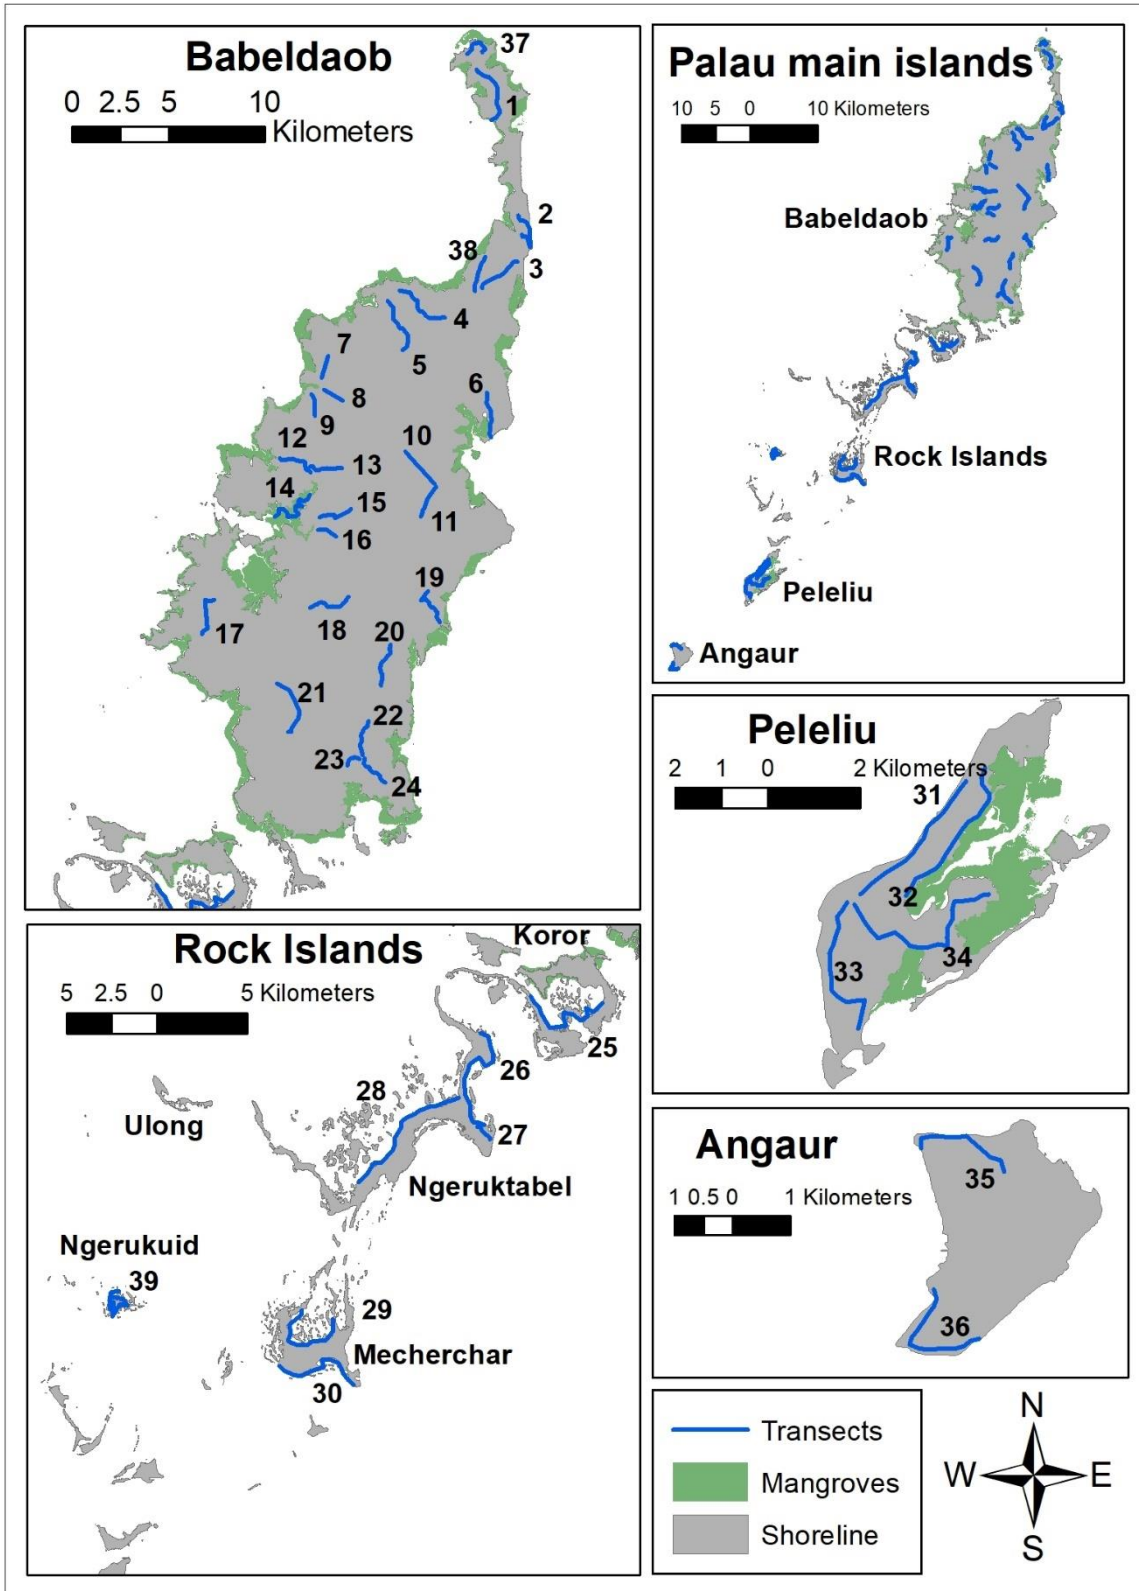 Babeldaob
0 2.5 5 10
Kilometers
37
1
2
38
3
4
5
7
6
8
9
10
12
13
14
15
11
16
19
17
18
20
21
22
23
24
Palau main islands
10 5 0 10 Kilometers
Babeldaob
Rock Islands
Peleliu
Angaur
Peleliu
2 1 0 2 Kilometers
31
32
33
34
Rock Islands
Koror
5 2.5 0 5 Kilometers
25
26
28
Ulong
27
Ngeruktabel
Ngerukuid
39
29
Mecherchar
30
Angaur
35
1 0.5 0 1 Kilometers
36
Transects
Mangroves
Shoreline
N
W E
S